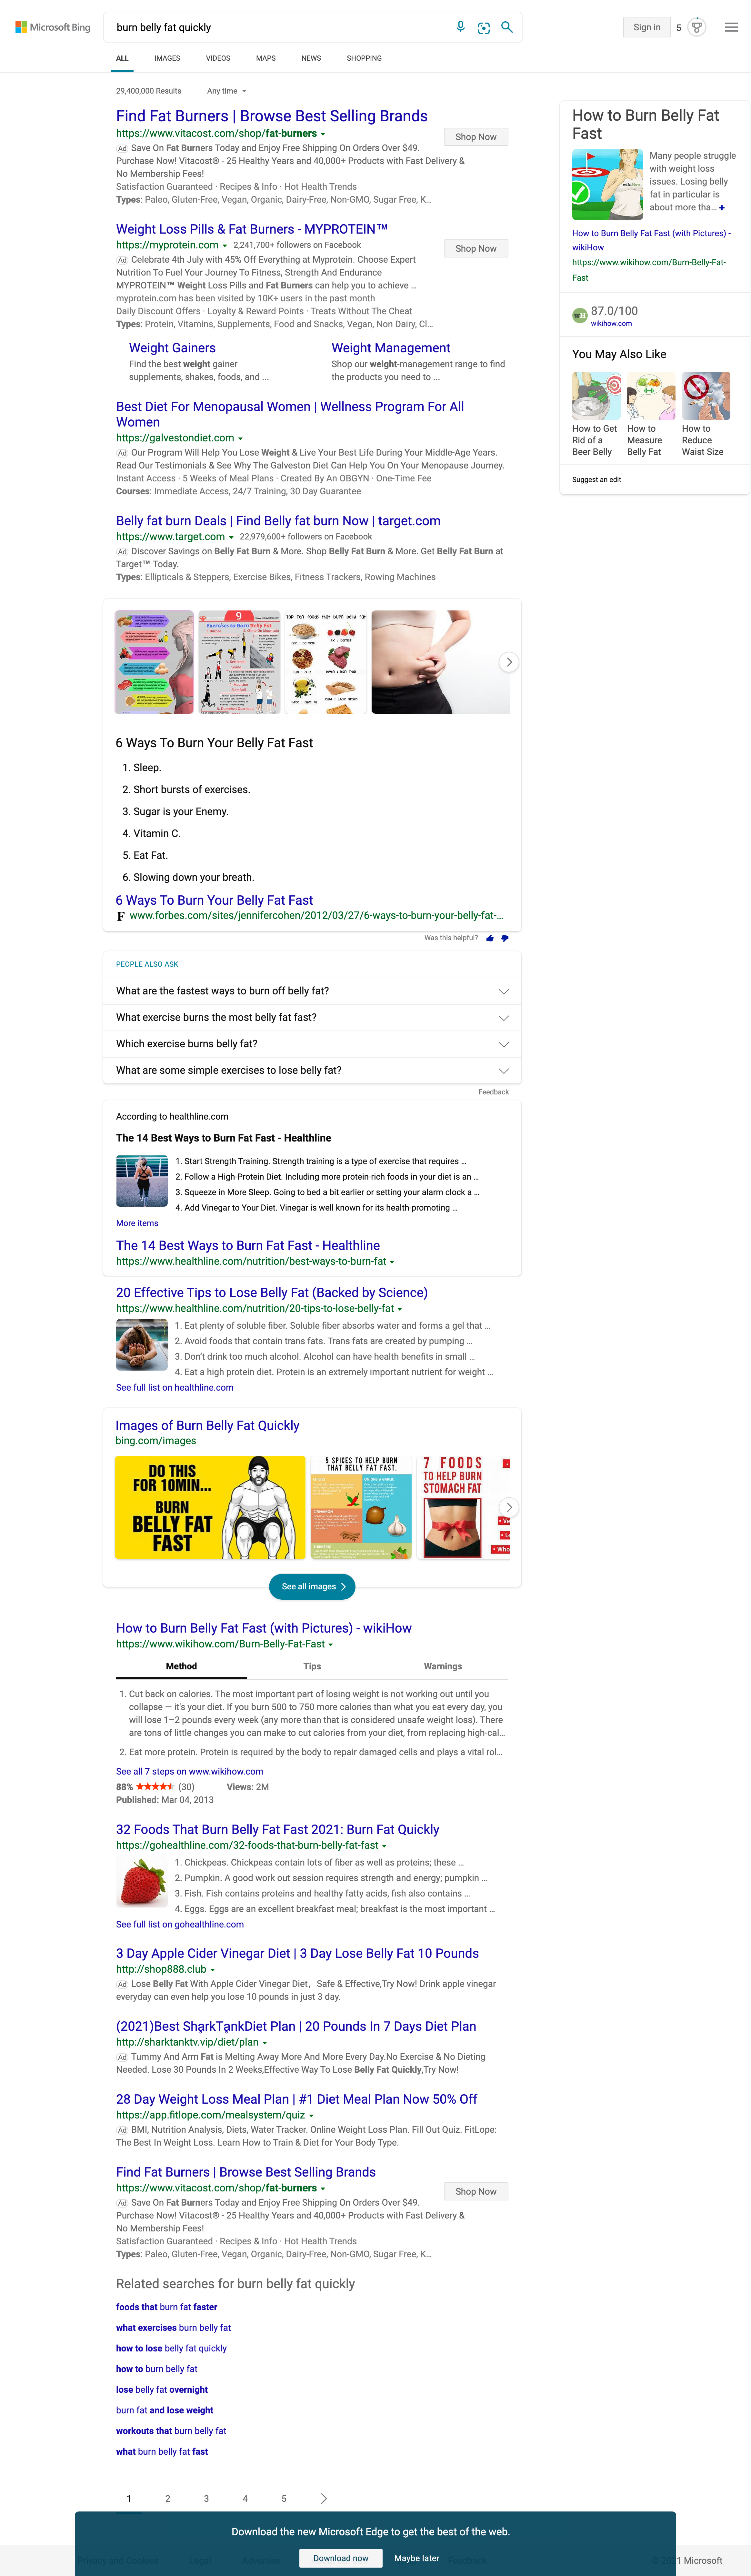 Microsoft Bing
burn belly fat quickly
Sign in
5
ALL IMAGES VIDEOS MAPS NEWS SHOPPING
29,400,000 Results Any time
Find Fat Burners | Browse Best Selling Brands
https://www.vitacost.com/shop/fat-burners
Shop Now
Ad Save On Fat Burners Today and Enjoy Free Shipping On Orders Over $49.
Purchase Now! Vitacost® - 25 Healthy Years and 40,000+ Products with Fast Delivery &
No Membership Fees!
Satisfaction Guaranteed · Recipes & Info · Hot Health Trends
Types: Paleo, Gluten-Free, Vegan, Organic, Dairy-Free, Non-GMO, Sugar Free, K...
Weight Loss Pills & Fat Burners - MYPROTEIN™
https://myprotein.com 2,241,700+ followers on Facebook
Shop Now
Ad Celebrate 4th July with 45% Off Everything at Myprotein. Choose Expert
Nutrition To Fuel Your Journey To Fitness, Strength And Endurance
MYPROTEIN™ Weight Loss Pills and Fat Burners can help you to achieve ...
myprotein.com has been visited by 10K+ users in the past month
Daily Discount Offers · Loyalty & Reward Points · Treats Without The Cheat
Types: Protein, Vitamins, Supplements, Food and Snacks, Vegan, Non Dairy, Cl...
Weight Gainers
Find the best weight gainer
supplements, shakes, foods, and ...
Weight Management
Shop our weight-management range to find
the products you need to ...
Best Diet For Menopausal Women | Wellness Program For All
Women
https://galvestondiet.com
Ad Our Program Will Help You Lose Weight & Live Your Best Life During Your Middle-Age Years.
Read Our Testimonials & See Why The Galveston Diet Can Help You On Your Menopause Journey.
Instant Access · 5 Weeks of Meal Plans · Created By An OBGYN · One-Time Fee
Courses: Immediate Access, 24/7 Training, 30 Day Guarantee
Belly fat burn Deals | Find Belly fat burn Now | target.com
https://www.target.com 22,979,600+ followers on Facebook
Ad Discover Savings on Belly Fat Burn & More. Shop Belly Fat Burn & More. Get Belly Fat Burn at
Target™ Today.
Types: Ellipticals & Steppers, Exercise Bikes, Fitness Trackers, Rowing Machines
9
Exercises to Burn Belly Fat
TOP TEN FOODS THAT BURN BELLY FAT
6 Ways To Burn Your Belly Fat Fast
1. Sleep.
2. Short bursts of exercises.
3. Sugar is your Enemy.
4. Vitamin C.
5. Eat Fat.
6. Slowing down your breath.
6 Ways To Burn Your Belly Fat Fast
F www.forbes.com/sites/jennifercohen/2012/03/27/6-ways-to-burn-your-belly-fat-...
Was this helpful?
PEOPLE ALSO ASK
What are the fastest ways to burn off belly fat?
What exercise burns the most belly fat fast?
Which exercise burns belly fat?
What are some simple exercises to lose belly fat?
Feedback
According to healthline.com
The 14 Best Ways to Burn Fat Fast - Healthline
1. Start Strength Training. Strength training is a type of exercise that requires ...
2. Follow a High-Protein Diet. Including more protein-rich foods in your diet is an ...
3. Squeeze in More Sleep. Going to bed a bit earlier or setting your alarm clock a ...
4. Add Vinegar to Your Diet. Vinegar is well known for its health-promoting ...
More items
The 14 Best Ways to Burn Fat Fast - Healthline
https://www.healthline.com/nutrition/best-ways-to-burn-fat
20 Effective Tips to Lose Belly Fat (Backed by Science)
https://www.healthline.com/nutrition/20-tips-to-lose-belly-fat
1. Eat plenty of soluble fiber. Soluble fiber absorbs water and forms a gel that ...
2. Avoid foods that contain trans fats. Trans fats are created by pumping ...
3. Don't drink too much alcohol. Alcohol can have health benefits in small ...
4. Eat a high protein diet. Protein is an extremely important nutrient for weight ...
See full list on healthline.com
Images of Burn Belly Fat Quickly
bing.com/images
DO THIS
FOR 10MIN...
BURN
BELLY FAT
FAST
5 SPICES TO HELP BURN
THAT BELLY FAT FAST.
7 FOODS
TO HELP BURN
STOMACH FAT
See all images
How to Burn Belly Fat Fast (with Pictures) - wikiHow
https://www.wikihow.com/Burn-Belly-Fat-Fast
Method Tips Warnings
1. Cut back on calories. The most important part of losing weight is not working out until you
collapse — it's your diet. If you burn 500 to 750 more calories than what you eat every day, you
will lose 1–2 pounds every week (any more than that is considered unsafe weight loss). There
are tons of little changes you can make to cut calories from your diet, from replacing high-cal...
2. Eat more protein. Protein is required by the body to repair damaged cells and plays a vital rol...
See all 7 steps on www.wikihow.com
88% (30) Views: 2M
Published: Mar 04, 2013
32 Foods That Burn Belly Fat Fast 2021: Burn Fat Quickly
https://gohealthline.com/32-foods-that-burn-belly-fat-fast
1. Chickpeas. Chickpeas contain lots of fiber as well as proteins; these ...
2. Pumpkin. A good work out session requires strength and energy; pumpkin ...
3. Fish. Fish contains proteins and healthy fatty acids, fish also contains ...
4. Eggs. Eggs are an excellent breakfast meal; breakfast is the most important ...
See full list on gohealthline.com
3 Day Apple Cider Vinegar Diet | 3 Day Lose Belly Fat 10 Pounds
http://shop888.club
Ad Lose Belly Fat With Apple Cider Vinegar Diet，Safe & Effective,Try Now! Drink apple vinegar
everyday can even help you lose 10 pounds in just 3 day.
(2021)Best Shąrk​TąnkDiet Plan | 20 Pounds In 7 Days Diet Plan
http://sharktanktv.vip/diet/plan
Ad Tummy And Arm Fat is Melting Away More And More Every Day.No Exercise & No Dieting
Needed. Lose 30 Pounds In 2 Weeks,Effective Way To Lose Belly Fat Quickly,Try Now!
28 Day Weight Loss Meal Plan | #1 Diet Meal Plan Now 50% Off
https://app.fitlope.com/mealsystem/quiz
Ad BMI, Nutrition Analysis, Diets, Water Tracker. Online Weight Loss Plan. Fill Out Quiz. FitLope:
The Best In Weight Loss. Learn How to Train & Diet for Your Body Type.
Find Fat Burners | Browse Best Selling Brands
https://www.vitacost.com/shop/fat-burners
Shop Now
Ad Save On Fat Burners Today and Enjoy Free Shipping On Orders Over $49.
Purchase Now! Vitacost® - 25 Healthy Years and 40,000+ Products with Fast Delivery &
No Membership Fees!
Satisfaction Guaranteed · Recipes & Info · Hot Health Trends
Types: Paleo, Gluten-Free, Vegan, Organic, Dairy-Free, Non-GMO, Sugar Free, K...
Related searches for burn belly fat quickly
foods that burn fat faster
what exercises burn belly fat
how to lose belly fat quickly
how to burn belly fat
lose belly fat overnight
burn fat and lose weight
workouts that burn belly fat
what burn belly fat fast
1 2 3 4 5
How to Burn Belly Fat
Fast
Many people struggle
with weight loss
issues. Losing belly
fat in particular is
about more tha... +
How to Burn Belly Fat Fast (with Pictures) -
wikiHow
https://www.wikihow.com/Burn-Belly-Fat-
Fast
wH
87.0/100
wikihow.com
You May Also Like
How to Get
Rid of a
Beer Belly
How to
Measure
Belly Fat
How to
Reduce
Waist Size
Suggest an edit
Download the new Microsoft Edge to get the best of the web.
Download now Maybe later
Microsoft